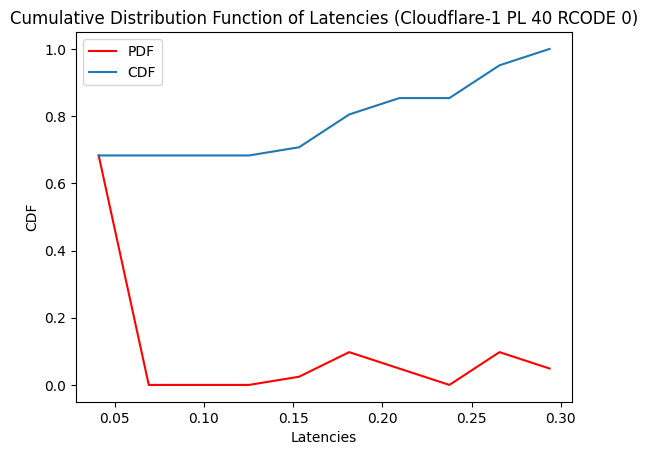 Cumulative Distribution Function of Latencies (Cloudflare-1 PL 40 RCODE 0)
PDF
CDF
1.0
0.8
0.6
0.4
0.2
0.0
CDF
0.05 0.10 0.15 0.20 0.25 0.30
Latencies